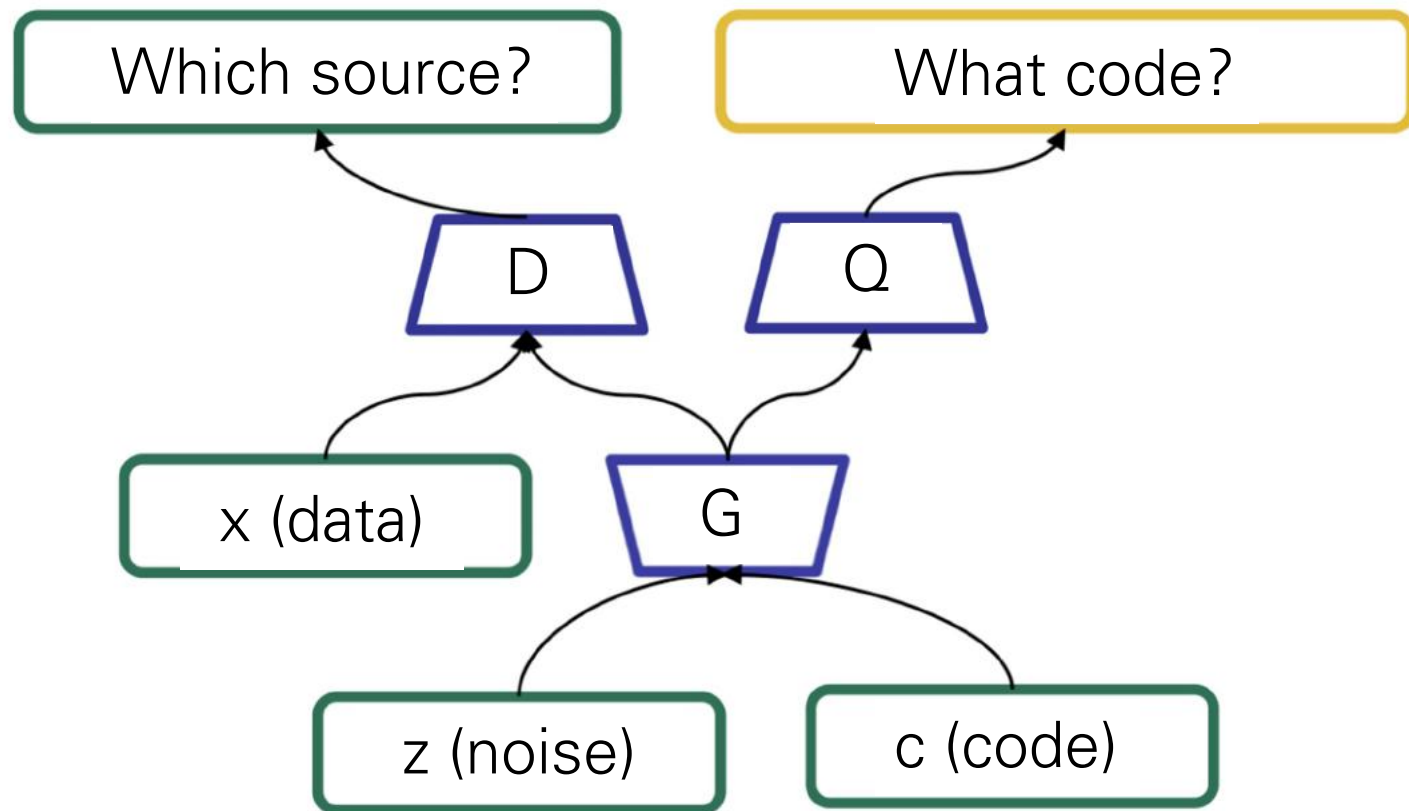 Which source?
What code?
D
Q
x (data)
G
z (noise)
c (code)